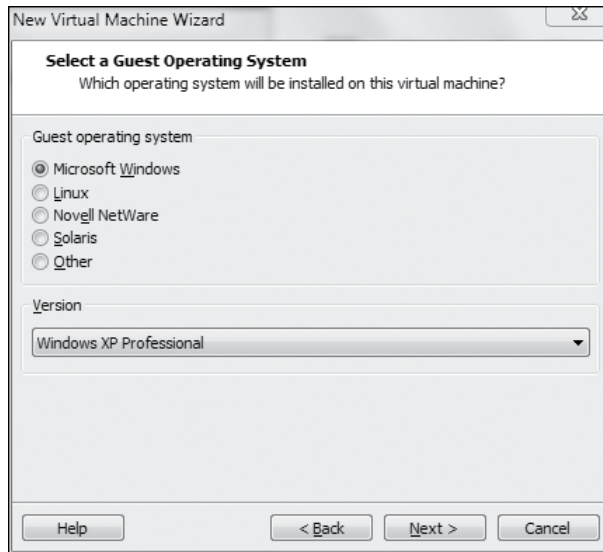 New Virtual Machine Wizard
Select a Guest Operating System
Which operating system will be installed on this virtual machine?
Guest operating system
Microsoft Windows
Linux
Novell NetWare
Solaris
Other
Version
Windows XP Professional
Help
< Back
Next >
Cancel